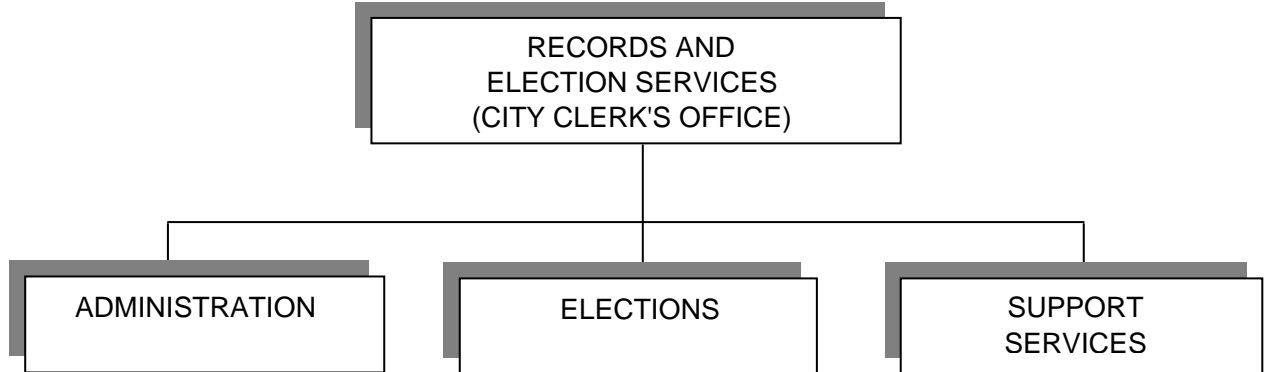 RECORDS AND
ELECTION SERVICES
(CITY CLERK'S OFFICE)
ADMINISTRATION
ELECTIONS
SUPPORT
SERVICES